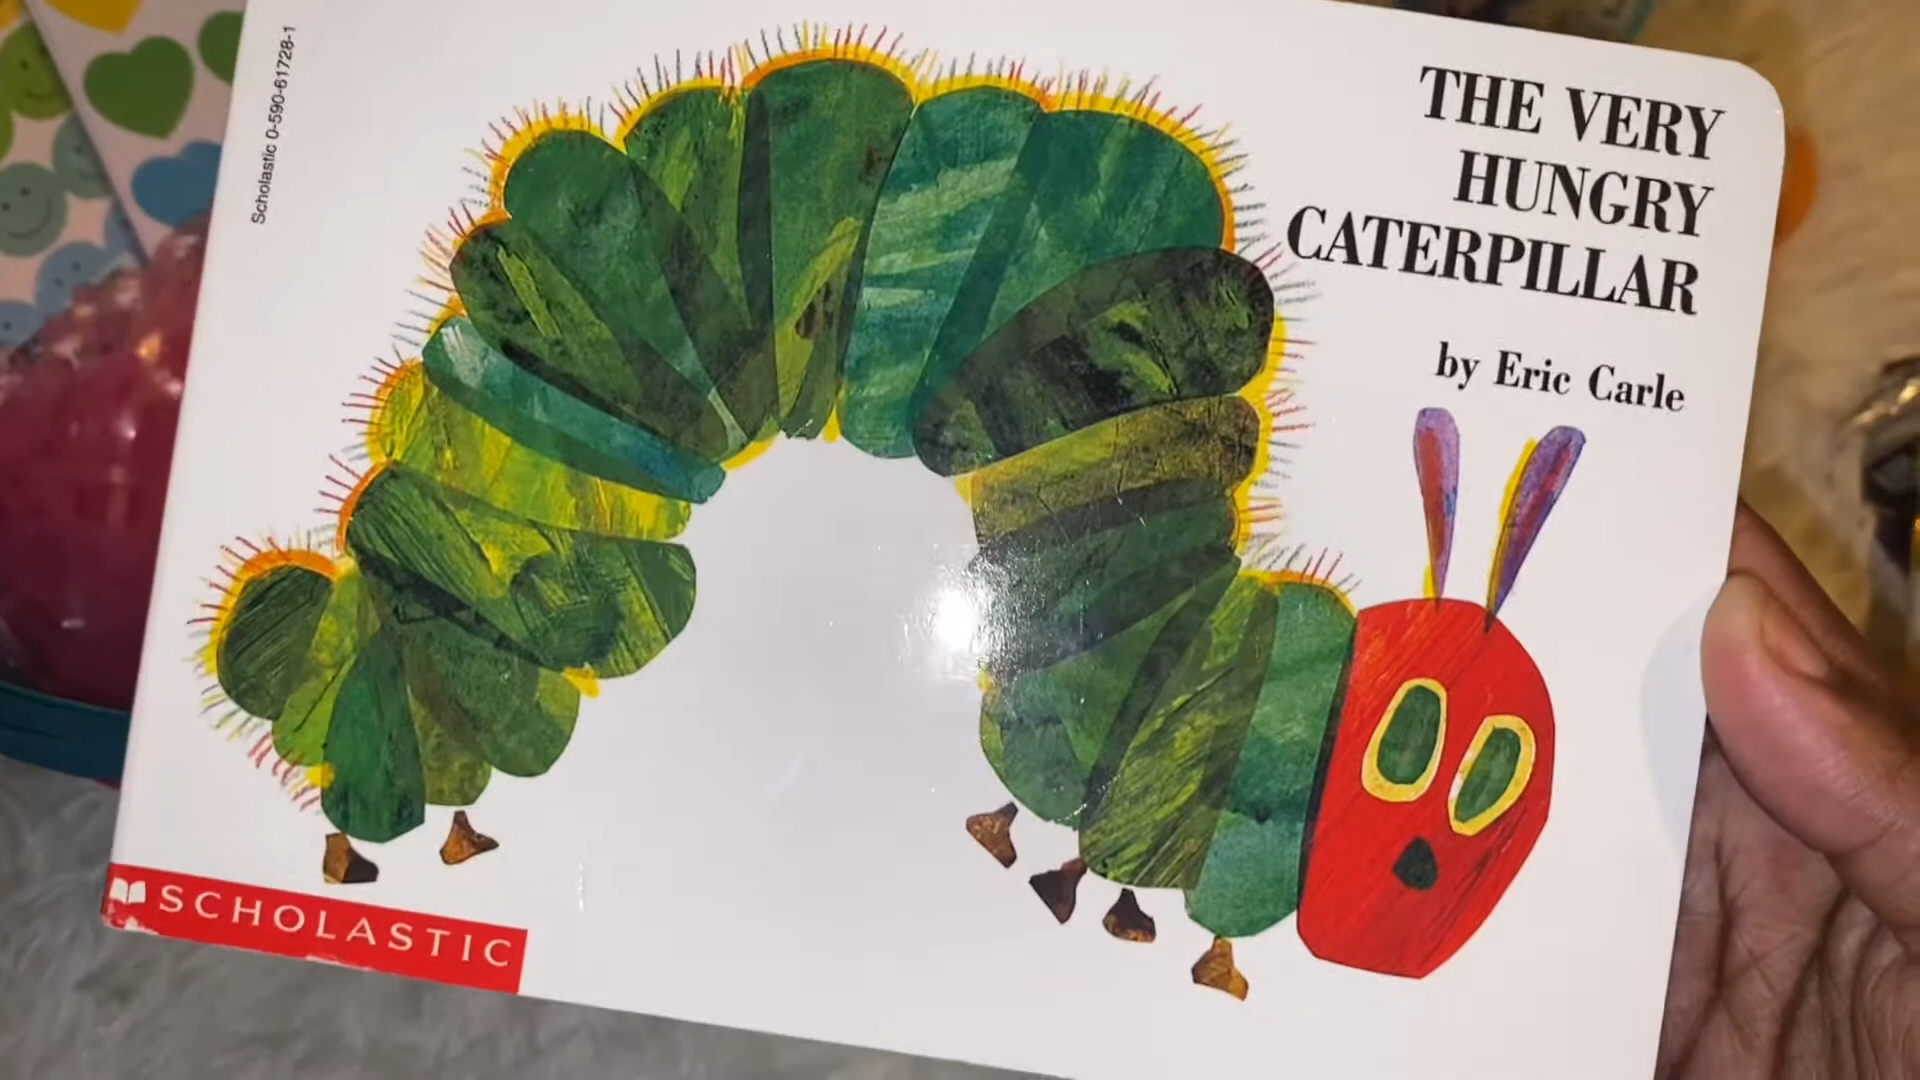 Scholastic 0-590-61728-1
THE VERY
HUNGRY
CATERPILLAR
by Eric Carle
SCHOLASTIC